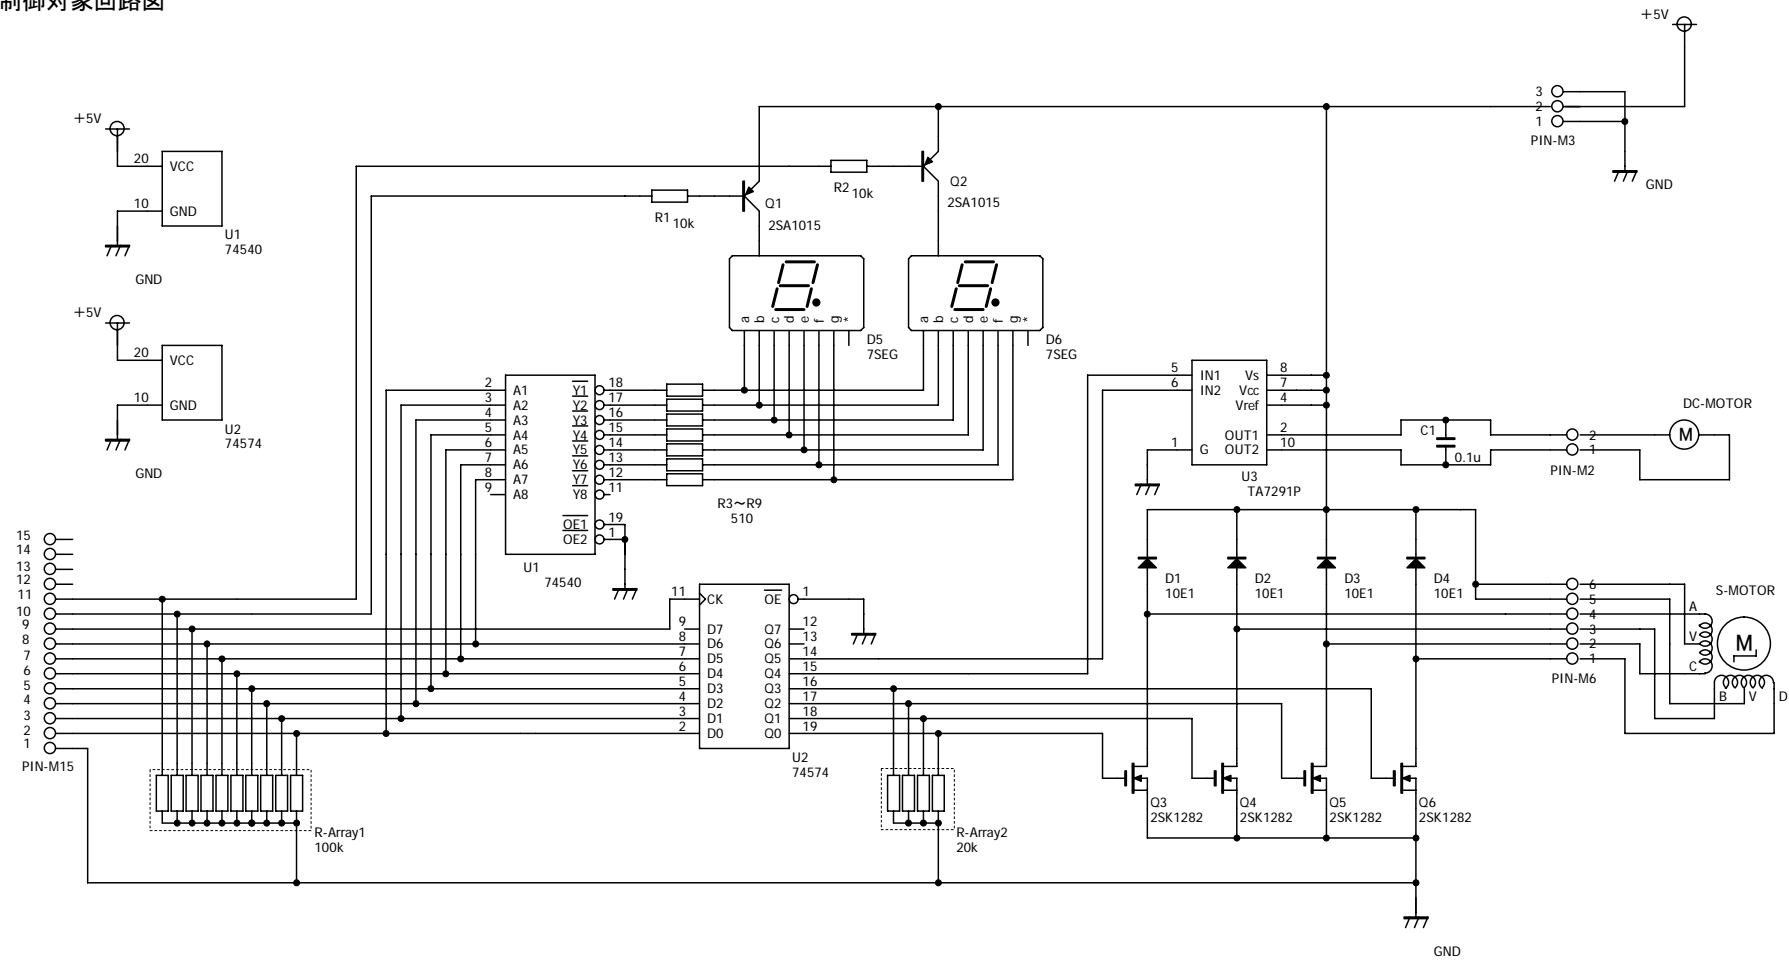 制御対象回路図
+5V
20
VCC
10
GND
U1
74540
GND
+5V
20
VCC
10
GND
U2
74574
GND
R1
10k
Q1
2SA1015
R2
10k
Q2
2SA1015
a b c d e f g *
D5
7SEG
a b c d e f g *
D6
7SEG
+5V
3
2
1
PIN-M3
GND
2 A1 Y1 18
3 A2 Y2 17
4 A3 Y3 16
5 A4 Y4 15
6 A5 Y5 14
7 A6 Y6 13
8 A7 Y7 12
9 A8 Y8 11
OE1 19
OE2 1
U1
74540
R3~R9
510
5 IN1 Vs 8
6 IN2 Vcc 7
Vref 4
OUT1 2
1 G OUT2 10
U3
TA7291P
C1
0.1u
2
1
PIN-M2
DC-MOTOR
M
15
14
13
12
11
10
9
8
7
6
5
4
3
2
1
PIN-M15
R-Array1
100k
11 CK OE 1
9 D7 Q7 12
8 D6 Q6 13
7 D5 Q5 14
6 D4 Q4 15
5 D3 Q3 16
4 D2 Q2 17
3 D1 Q1 18
2 D0 Q0 19
U2
74574
R-Array2
20k
D1
10E1
D2
10E1
D3
10E1
D4
10E1
Q3
2SK1282
Q4
2SK1282
Q5
2SK1282
Q6
2SK1282
6
5
4
3
2
1
PIN-M6
S-MOTOR
A
V
C
M
B V D
GND